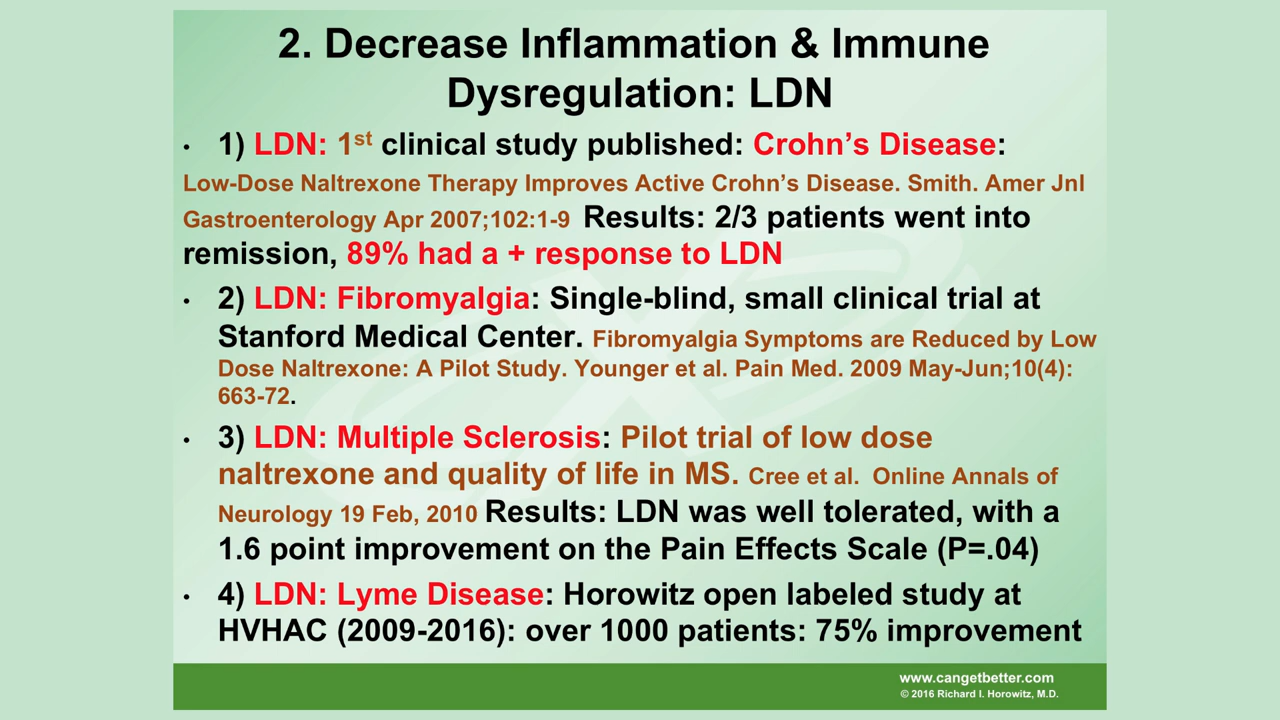 2. Decrease Inflammation & Immune
Dysregulation: LDN
• 1) LDN: 1st clinical study published: Crohn’s Disease:
Low-Dose Naltrexone Therapy Improves Active Crohn’s Disease. Smith. Amer Jnl
Gastroenterology Apr 2007;102:1-9 Results: 2/3 patients went into
remission, 89% had a + response to LDN
• 2) LDN: Fibromyalgia: Single-blind, small clinical trial at
Stanford Medical Center. Fibromyalgia Symptoms are Reduced by Low
Dose Naltrexone: A Pilot Study. Younger et al. Pain Med. 2009 May-Jun;10(4):
663-72.
• 3) LDN: Multiple Sclerosis: Pilot trial of low dose
naltrexone and quality of life in MS. Cree et al. Online Annals of
Neurology 19 Feb, 2010 Results: LDN was well tolerated, with a
1.6 point improvement on the Pain Effects Scale (P=.04)
• 4) LDN: Lyme Disease: Horowitz open labeled study at
HVHAC (2009-2016): over 1000 patients: 75% improvement
www.cangetbetter.com
© 2016 Richard I. Horowitz, M.D.